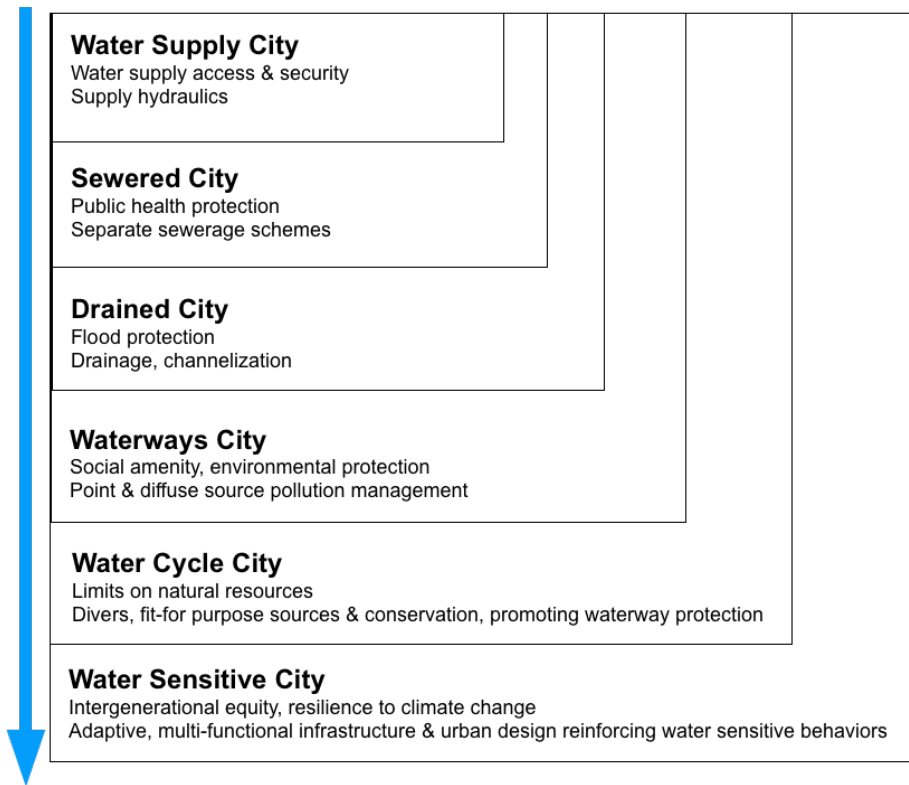 Water Supply City
Water supply access & security
Supply hydraulics
Sewered City
Public health protection
Separate sewerage schemes
Drained City
Flood protection
Drainage, channelization
Waterways City
Social amenity, environmental protection
Point & diffuse source pollution management
Water Cycle City
Limits on natural resources
Divers, fit-for purpose sources & conservation, promoting waterway protection
Water Sensitive City
Intergenerational equity, resilience to climate change
Adaptive, multi-functional infrastructure & urban design reinforcing water sensitive behaviors